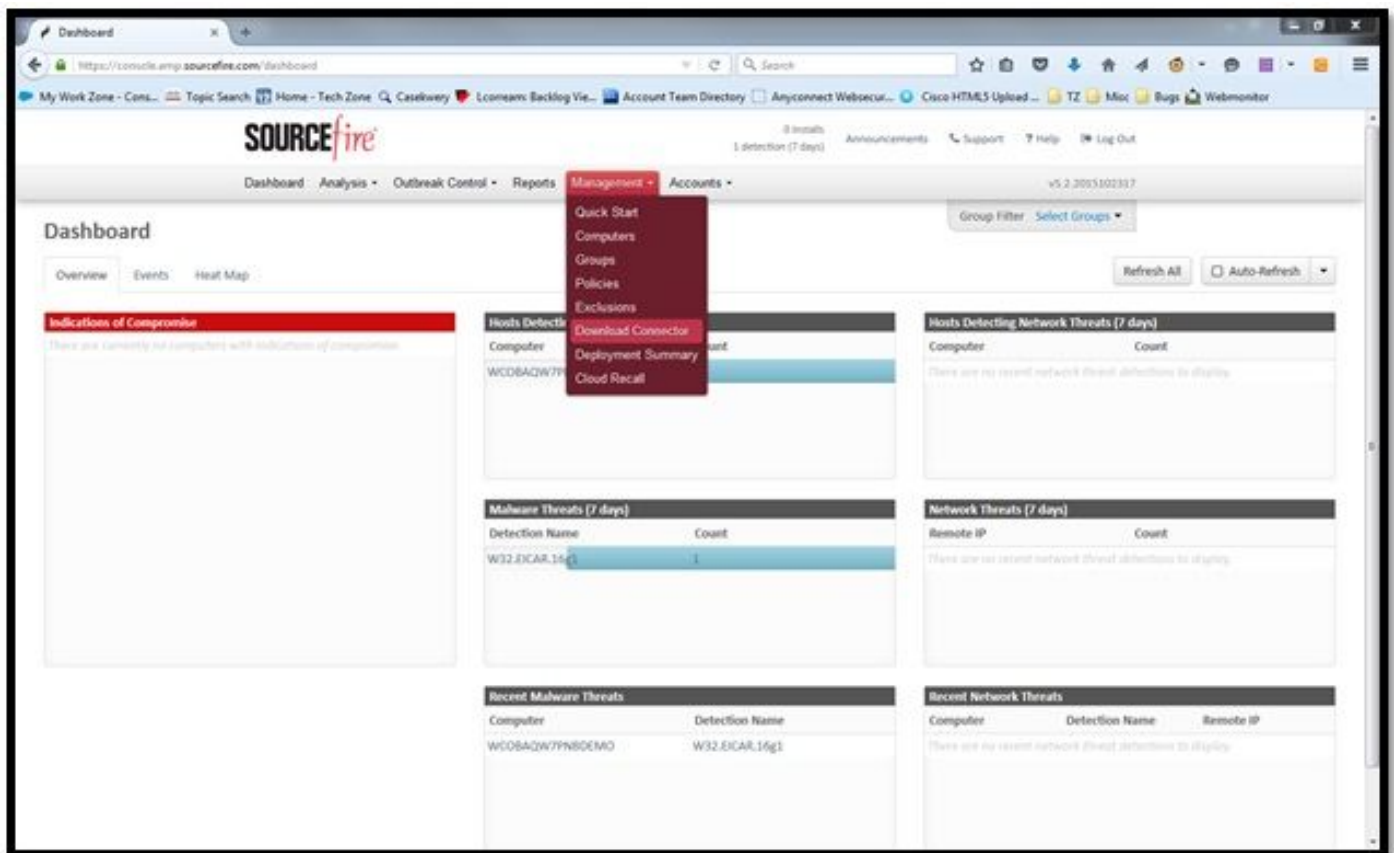 Dashboard
https://console.amp.sourcefire.com/dashboard
Search
My Work Zone - Cons... Topic Search Home - Tech Zone Casekwery Account Team Directory Anyconnect Websecur... Cisco HTML5 Upload ... TZ Misc Bugs Webmonitor
SOURCEfire
0 installs
1 detection (7 days)
Announcements Support ? Help Log Out
Dashboard Analysis Outbreak Control Reports Management Accounts
v5.2.2015102317
Group Filter Select Groups
Quick Start
Computers
Groups
Policies
Exclusions
Download Connector
Deployment Summary
Cloud Recall
Dashboard
Overview Events Heat Map
Refresh All Auto-Refresh
Indications of Compromise
There are currently no computers with indications of compromise
Hosts Detecti
Computer ount
WCOBAQW7P
Hosts Detecting Network Threats (7 days)
Computer Count
There are no recent network threat detections to display.
Malware Threats (7 days)
Detection Name Count
W32.EICAR.16g1 1
Network Threats (7 days)
Remote IP Count
There are no recent network threat detections to display.
Recent Malware Threats
Computer Detection Name
WCOBAQW7PNBDEMO W32.EICAR.16g1
Recent Network Threats
Computer Detection Name Remote IP
There are no recent network threat detections to display.